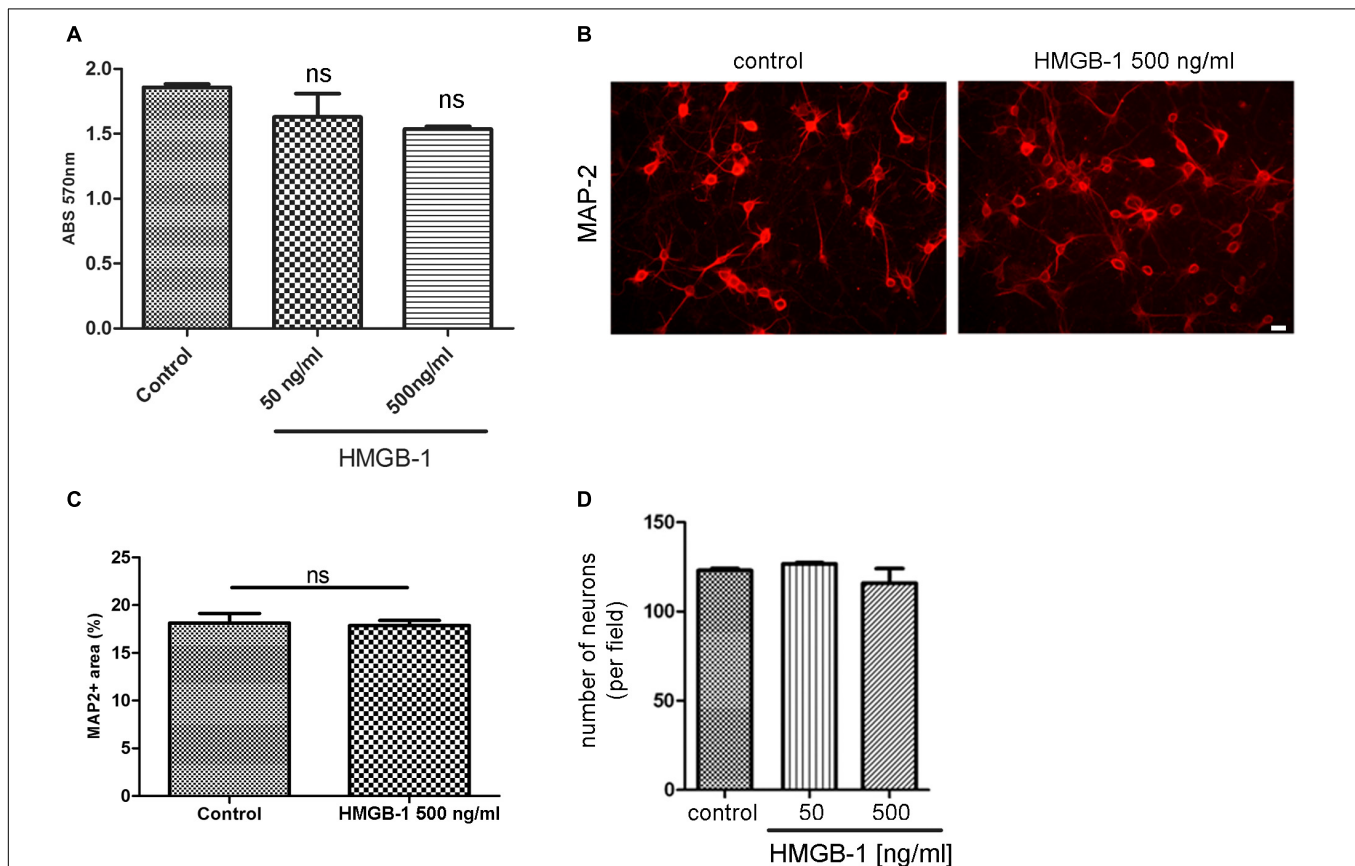 A
2.0
1.5
1.0
0.5
0.0
ABS 570nm
ns
ns
Control
50 ng/ml
500ng/ml
HMGB-1
B
control
HMGB-1 500 ng/ml
MAP-2
C
25
20
15
10
5
0
MAP2+ area (%)
ns
Control
HMGB-1 500 ng/ml
D
150
100
50
0
number of neurons
(per field)
control
50
500
HMGB-1 [ng/ml]